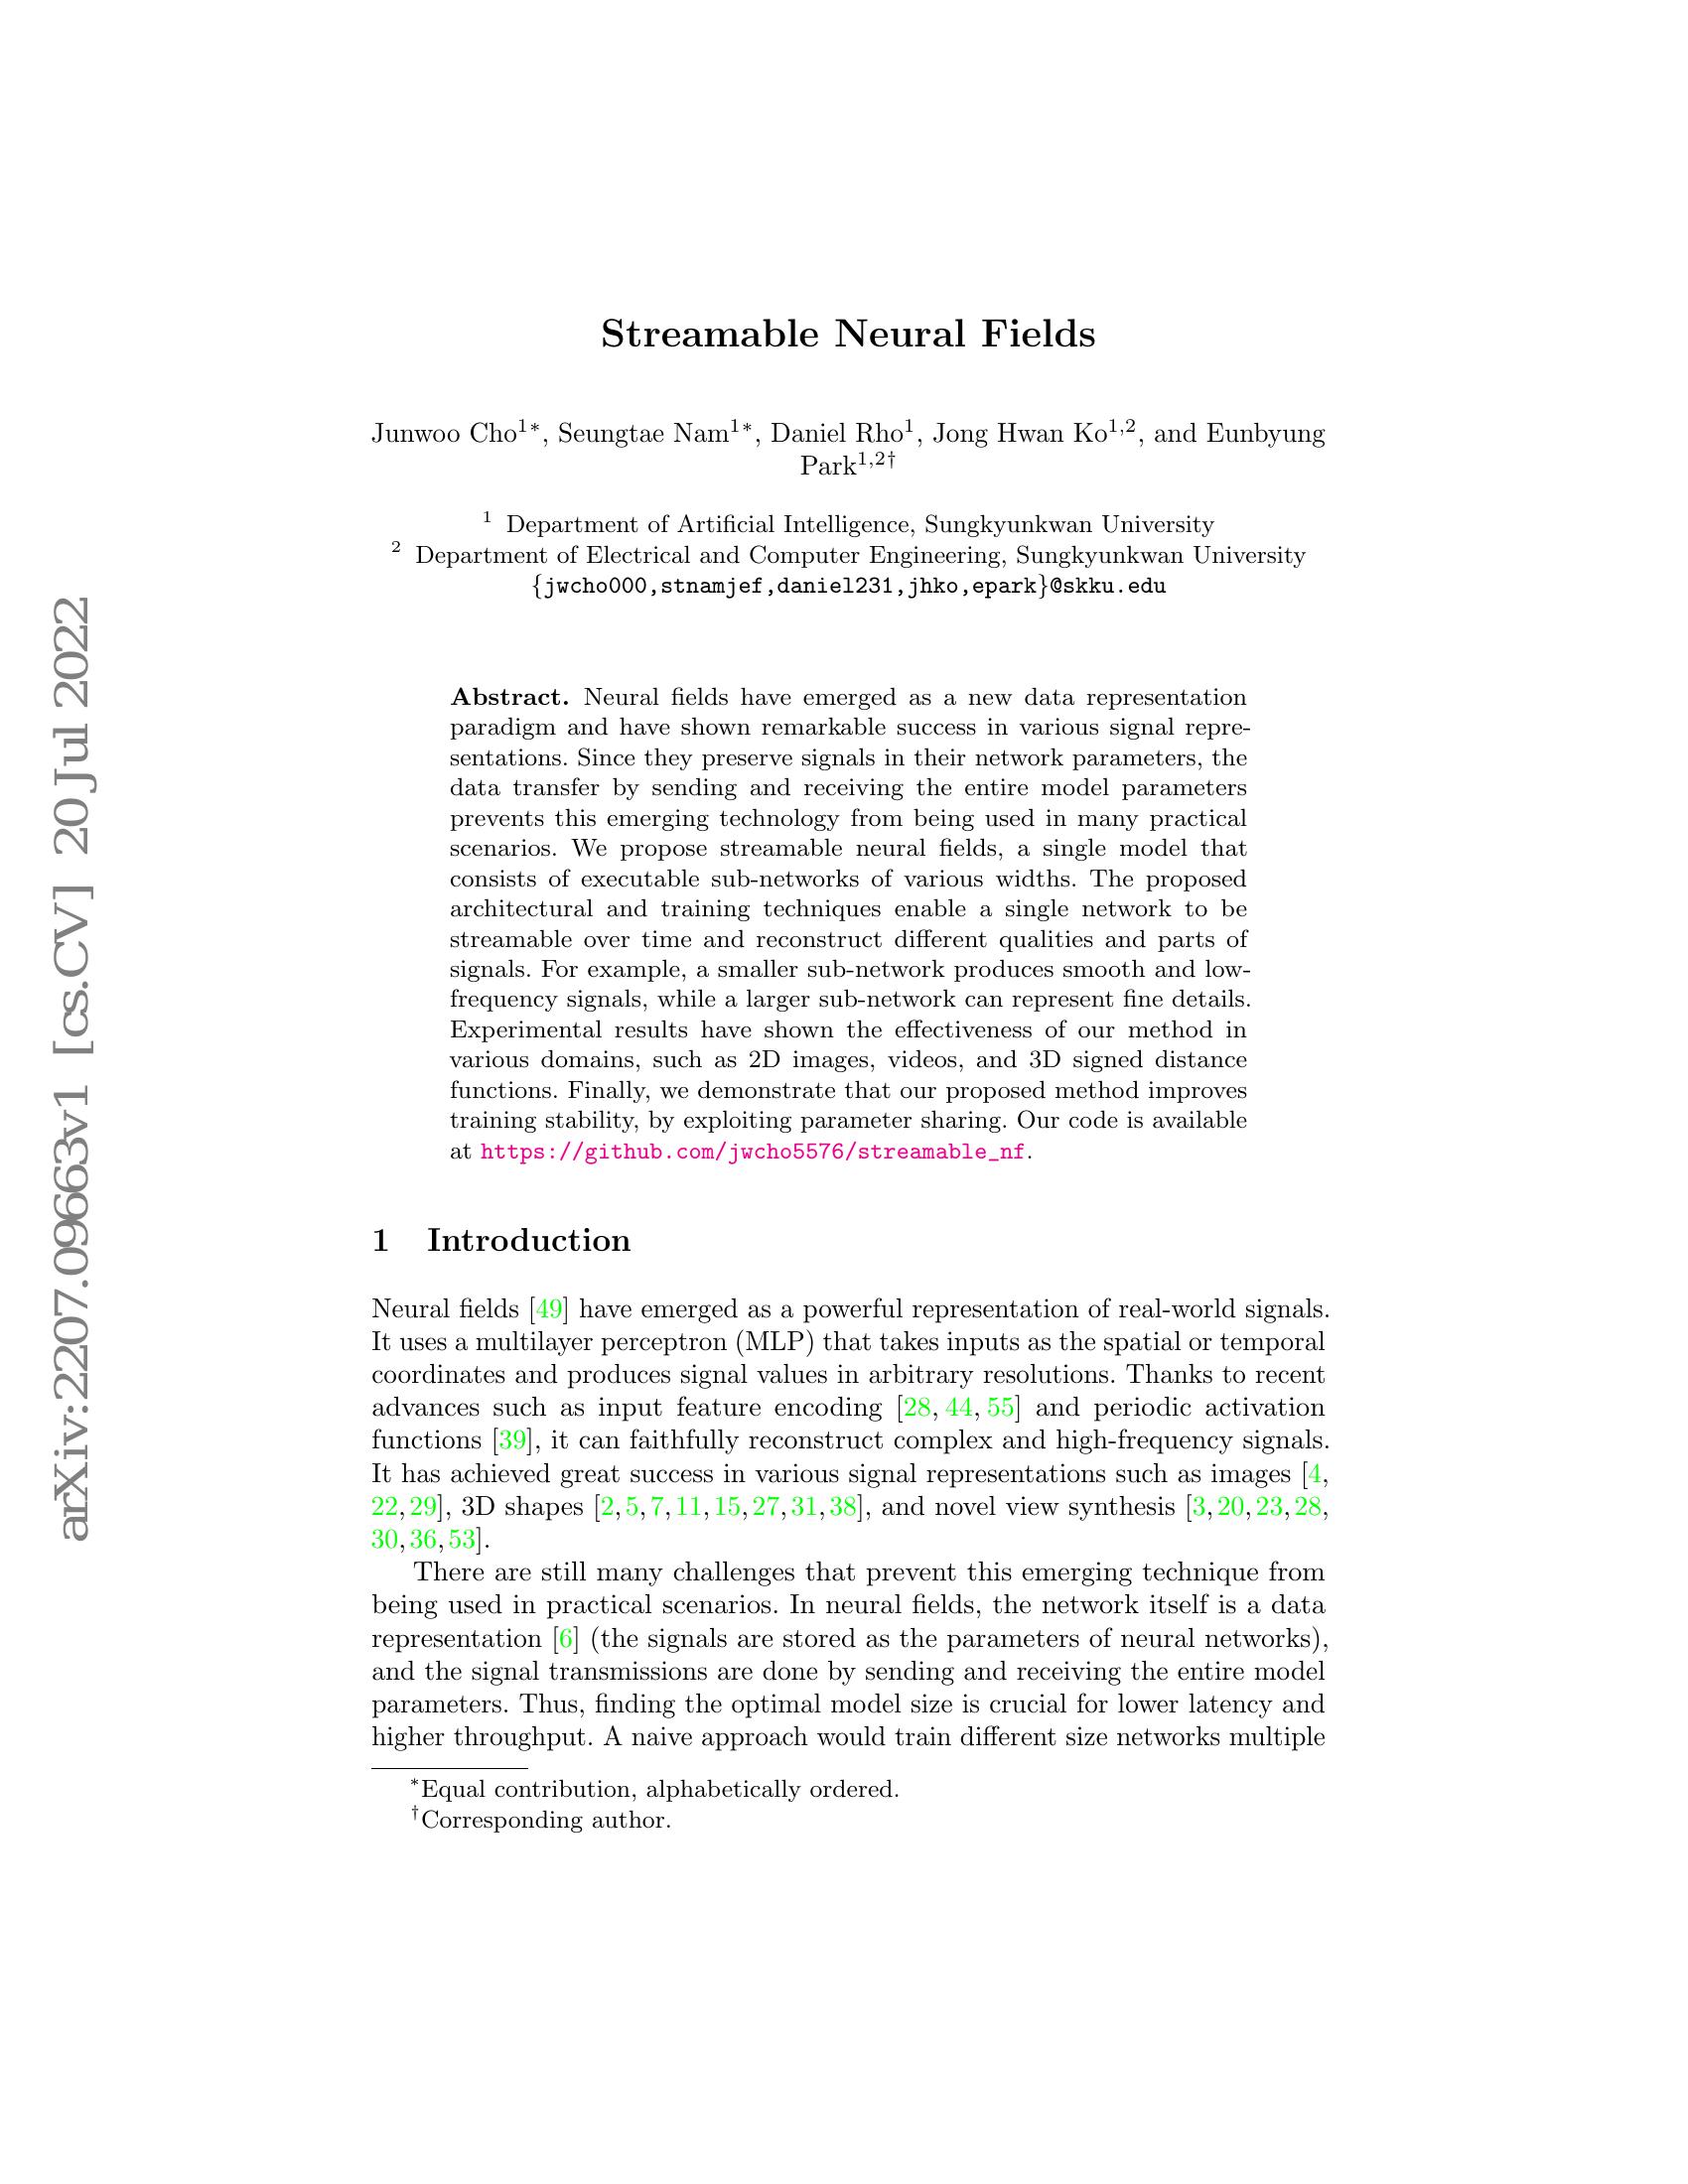 Streamable Neural Fields
Junwoo Cho1*, Seungtae Nam1*, Daniel Rho1, Jong Hwan Ko1,2, and Eunbyung
Park1,2†
1 Department of Artificial Intelligence, Sungkyunkwan University
2 Department of Electrical and Computer Engineering, Sungkyunkwan University
{jwcho000,stnamjef,daniel231,jhko,epark}@skku.edu
Abstract. Neural fields have emerged as a new data representation
paradigm and have shown remarkable success in various signal repre-
sentations. Since they preserve signals in their network parameters, the
data transfer by sending and receiving the entire model parameters
prevents this emerging technology from being used in many practical
scenarios. We propose streamable neural fields, a single model that
consists of executable sub-networks of various widths. The proposed
architectural and training techniques enable a single network to be
streamable over time and reconstruct different qualities and parts of
signals. For example, a smaller sub-network produces smooth and low-
frequency signals, while a larger sub-network can represent fine details.
Experimental results have shown the effectiveness of our method in
various domains, such as 2D images, videos, and 3D signed distance
functions. Finally, we demonstrate that our proposed method improves
training stability, by exploiting parameter sharing. Our code is available
at https://github.com/jwcho5576/streamable_nf.
1 Introduction
Neural fields [49] have emerged as a powerful representation of real-world signals.
It uses a multilayer perceptron (MLP) that takes inputs as the spatial or temporal
coordinates and produces signal values in arbitrary resolutions. Thanks to recent
advances such as input feature encoding [28, 44, 55] and periodic activation
functions [39], it can faithfully reconstruct complex and high-frequency signals.
It has achieved great success in various signal representations such as images [4,
22, 29], 3D shapes [2, 5, 7, 11, 15, 27, 31, 38], and novel view synthesis [3, 20, 23, 28,
30, 36, 53].
There are still many challenges that prevent this emerging technique from
being used in practical scenarios. In neural fields, the network itself is a data
representation [6] (the signals are stored as the parameters of neural networks),
and the signal transmissions are done by sending and receiving the entire model
parameters. Thus, finding the optimal model size is crucial for lower latency and
higher throughput. A naive approach would train different size networks multiple
*Equal contribution, alphabetically ordered.
†Corresponding author.
arXiv:2207.09663v1 [cs.CV] 20 Jul 2022